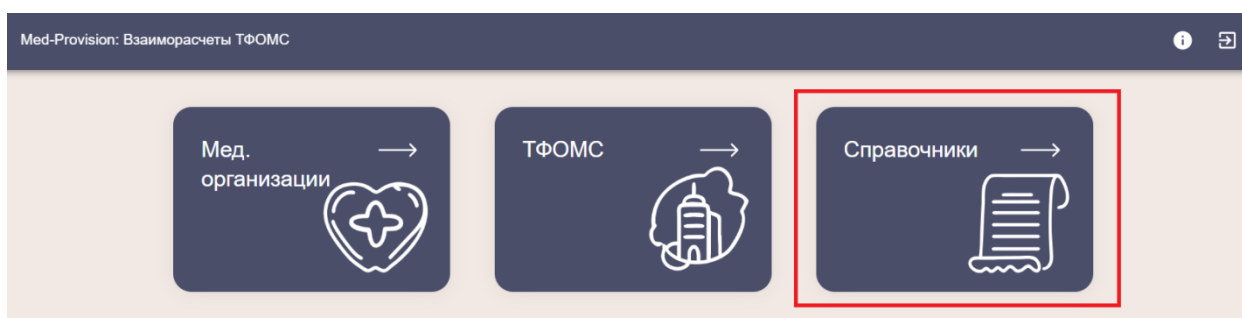 Med-Provision: Взаиморасчеты ТФОМС
Мед.
организации
ТФОМС
Справочники